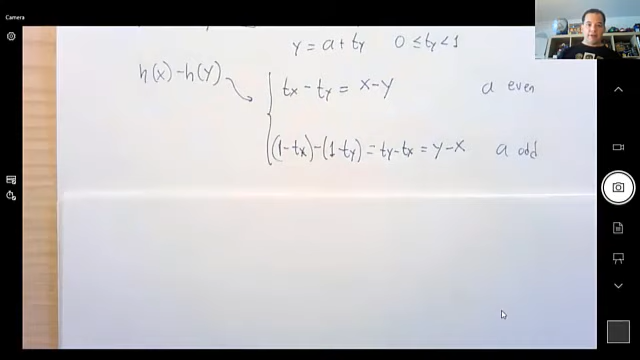 Camera
y = a + ty 0 ≤ ty < 1
h(x) - h(y)
tx - ty = x - y a even
(1 - tx) - (1 - ty) = ty - tx = y - x a odd